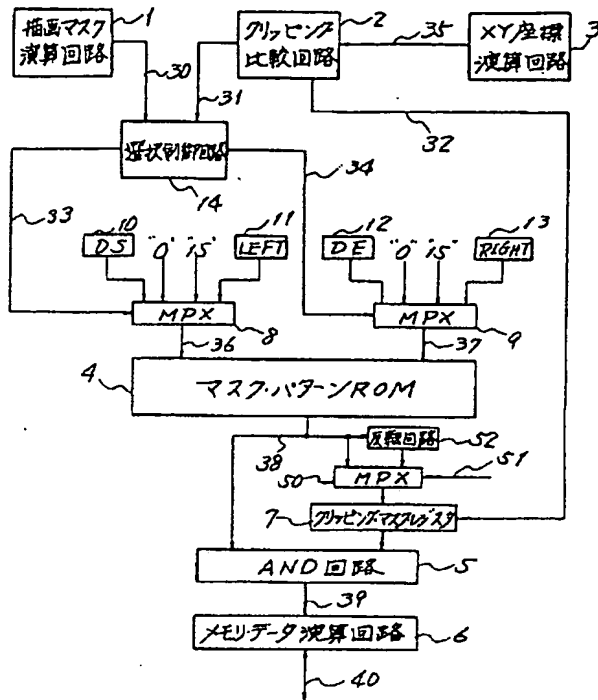 描画マスク
演算回路
1
クリッピング
比較回路
2
XY座標
演算回路
3
30
31
35
32
選択制御回路
14
33
34
10
DS
"0"
"15"
11
LEFT
12
DE
"0"
"15"
13
RIGHT
MPX
8
MPX
9
36
37
4
マスク・パターンROM
38
反転回路
52
50
MPX
51
7
クリッピングマスクレジスタ
AND回路
5
39
メモリ・データ演算回路
6
40